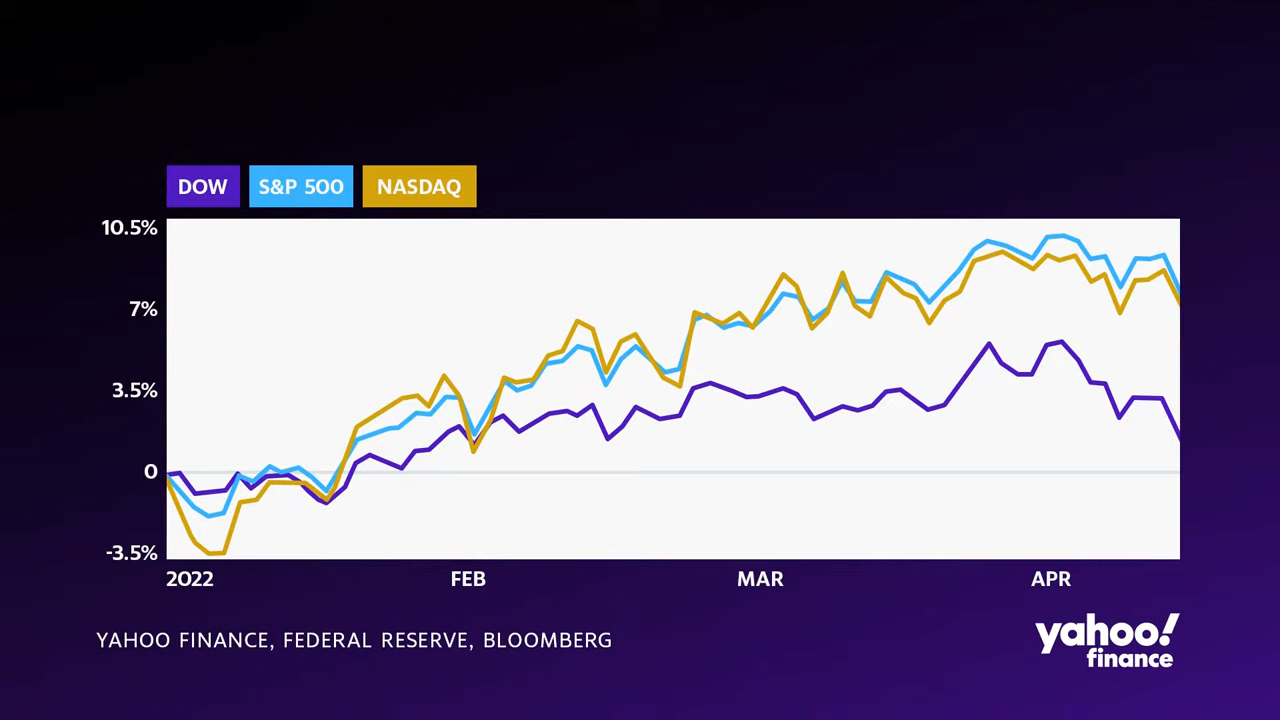 DOW S&P 500 NASDAQ
10.5%
7%
3.5%
0
-3.5%
2022 FEB MAR APR
YAHOO FINANCE, FEDERAL RESERVE, BLOOMBERG
yahoo!
finance